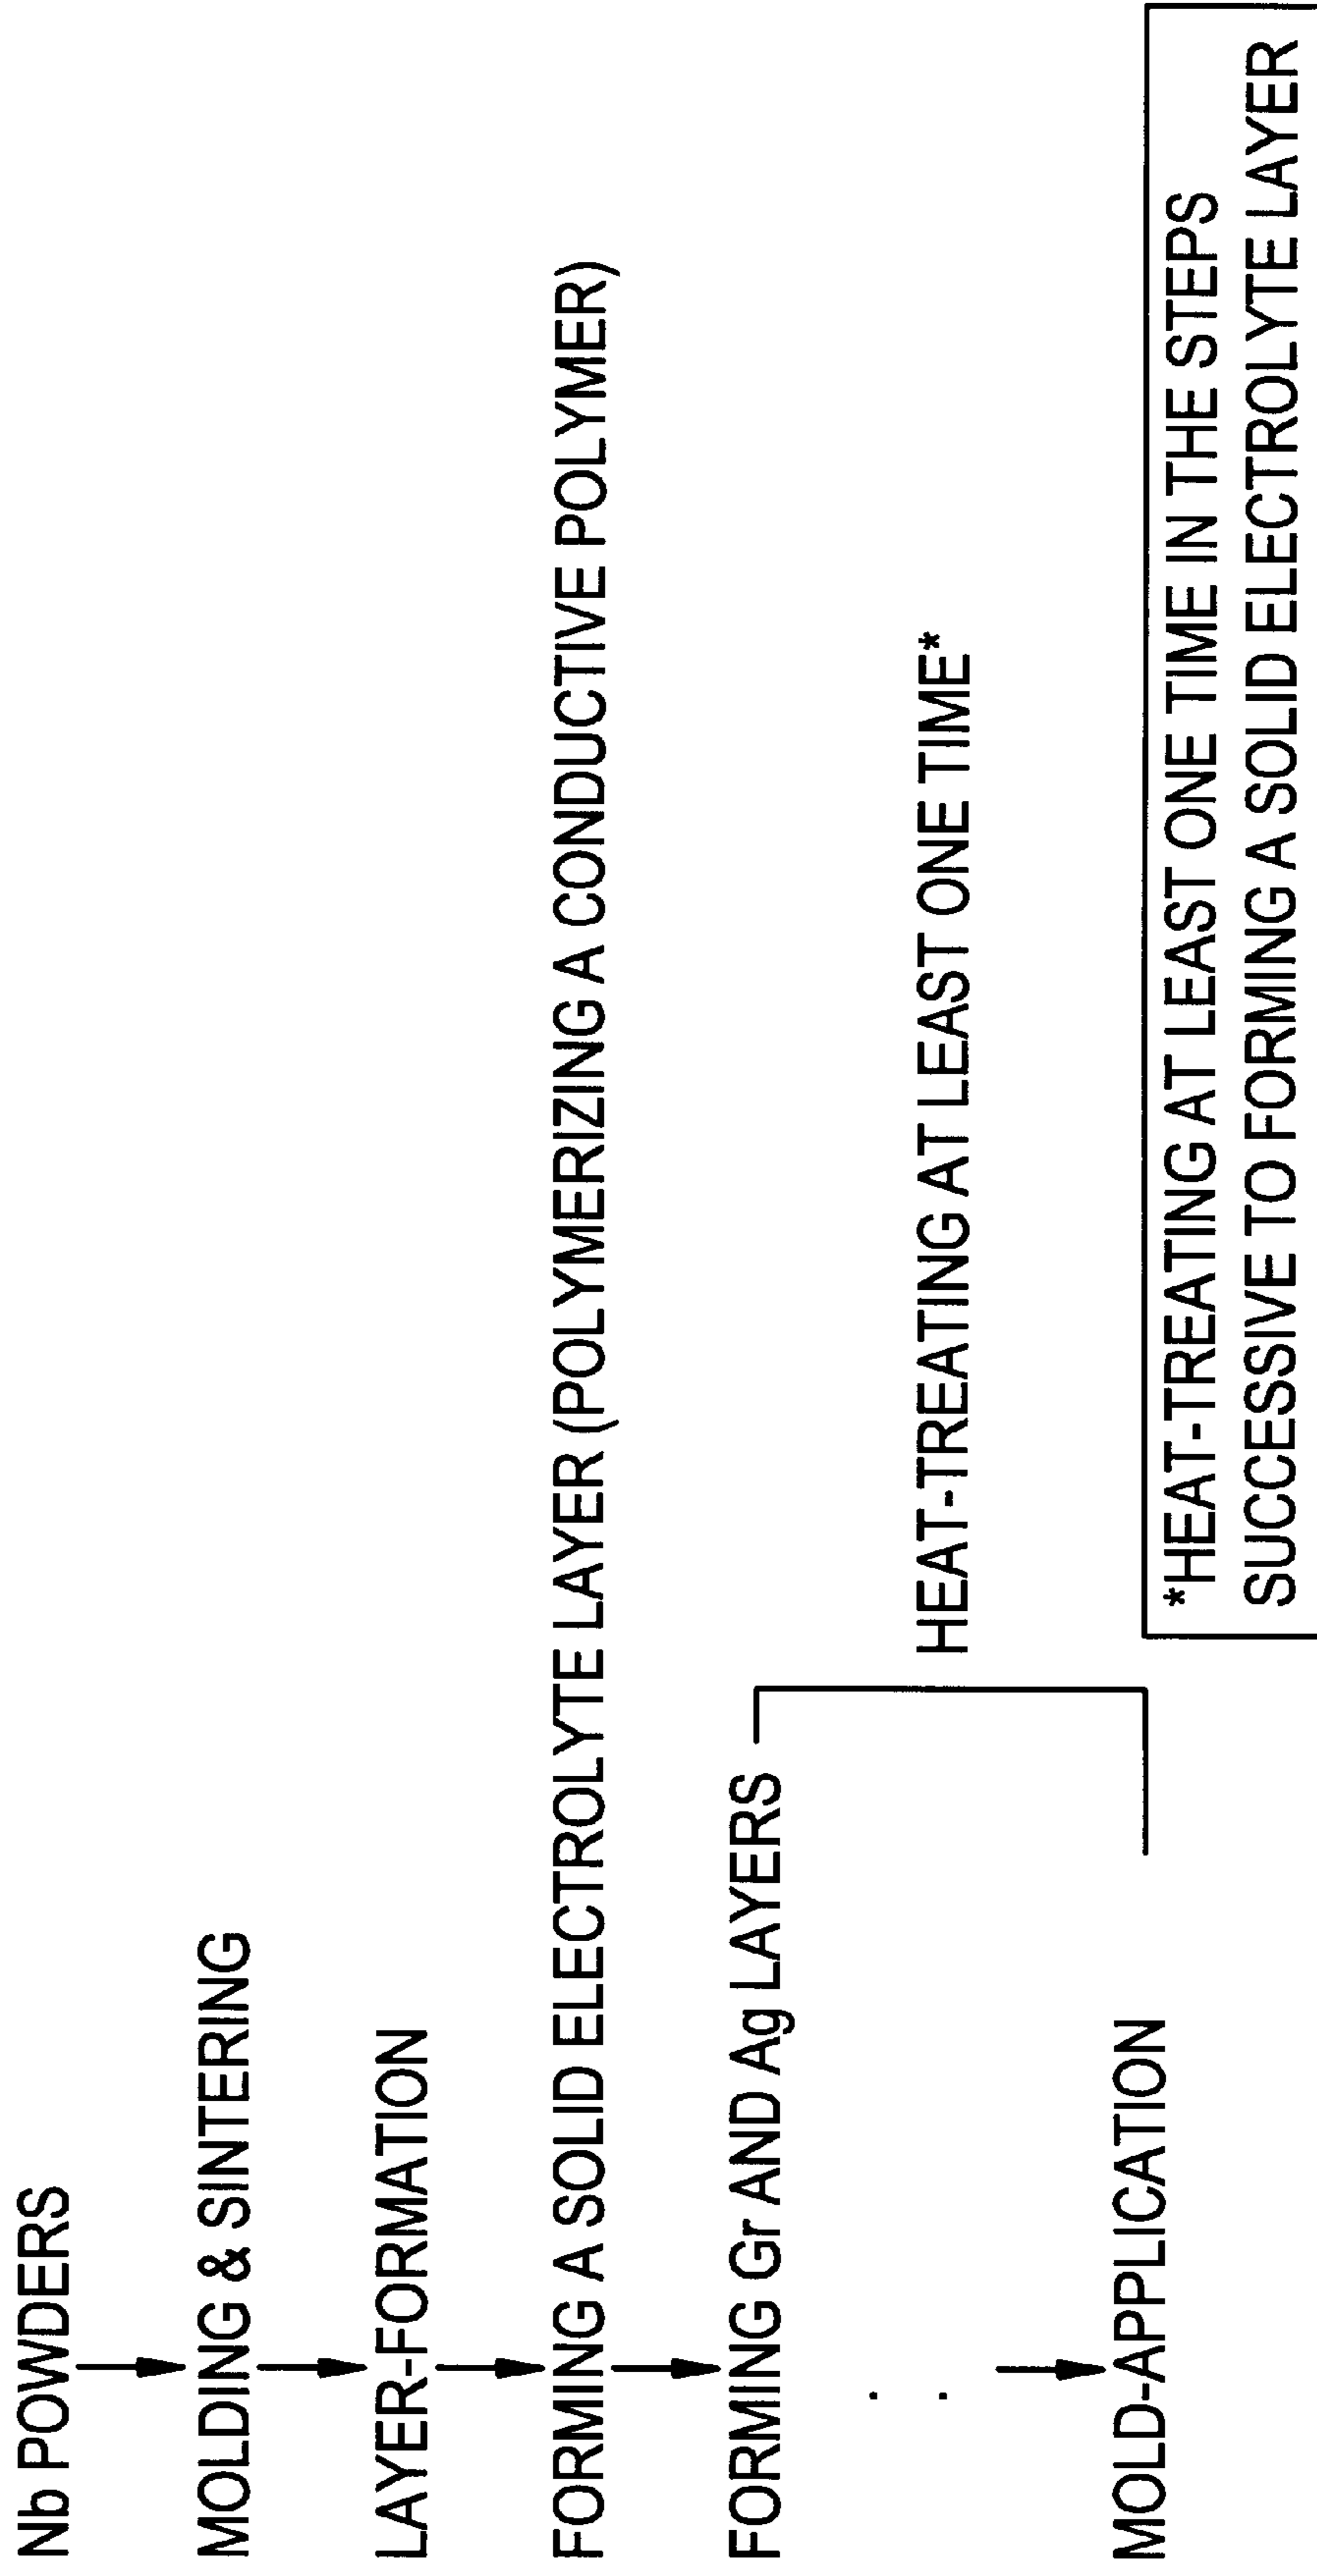 Nb POWDERS
MOLDING & SINTERING
LAYER-FORMATION
FORMING A SOLID ELECTROLYTE LAYER (POLYMERIZING A CONDUCTIVE POLYMER)
FORMING Gr AND Ag LAYERS
HEAT-TREATING AT LEAST ONE TIME*
MOLD-APPLICATION
*HEAT-TREATING AT LEAST ONE TIME IN THE STEPS
SUCCESSIVE TO FORMING A SOLID ELECTROLYTE LAYER